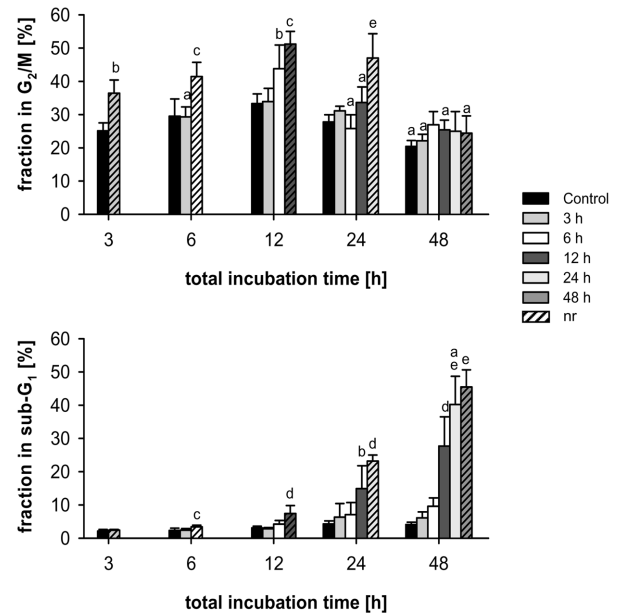 60
50
40
30
20
10
0
fraction in G₂/M [%]
b
a
c
b
c
a
a
e
a
a
a
a
a
3
6
12
24
48
total incubation time [h]
Control
3 h
6 h
12 h
24 h
48 h
nr
60
50
40
30
20
10
0
fraction in sub-G₁ [%]
c
d
b
d
d
a
e
e
3
6
12
24
48
total incubation time [h]